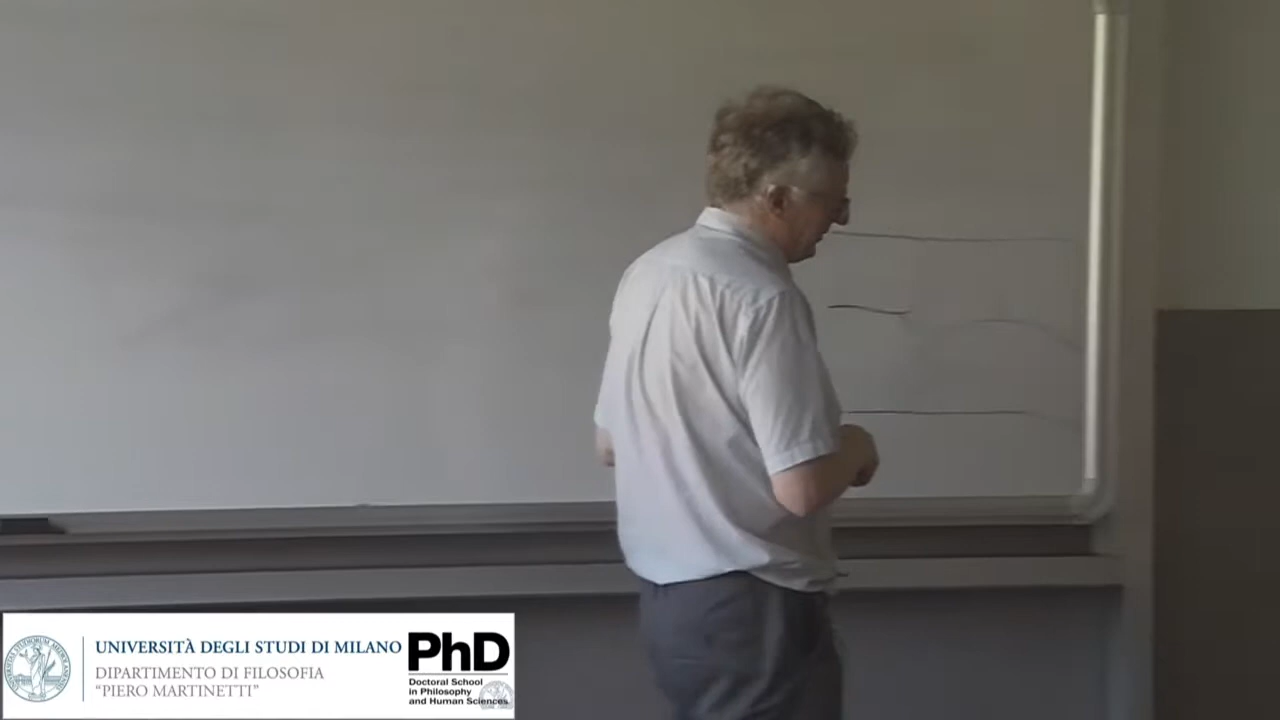 UNIVERSITÀ DEGLI STUDI DI MILANO
DIPARTIMENTO DI FILOSOFIA
"PIERO MARTINETTI"
PhD
Doctoral School
in Philosophy
and Human Sciences